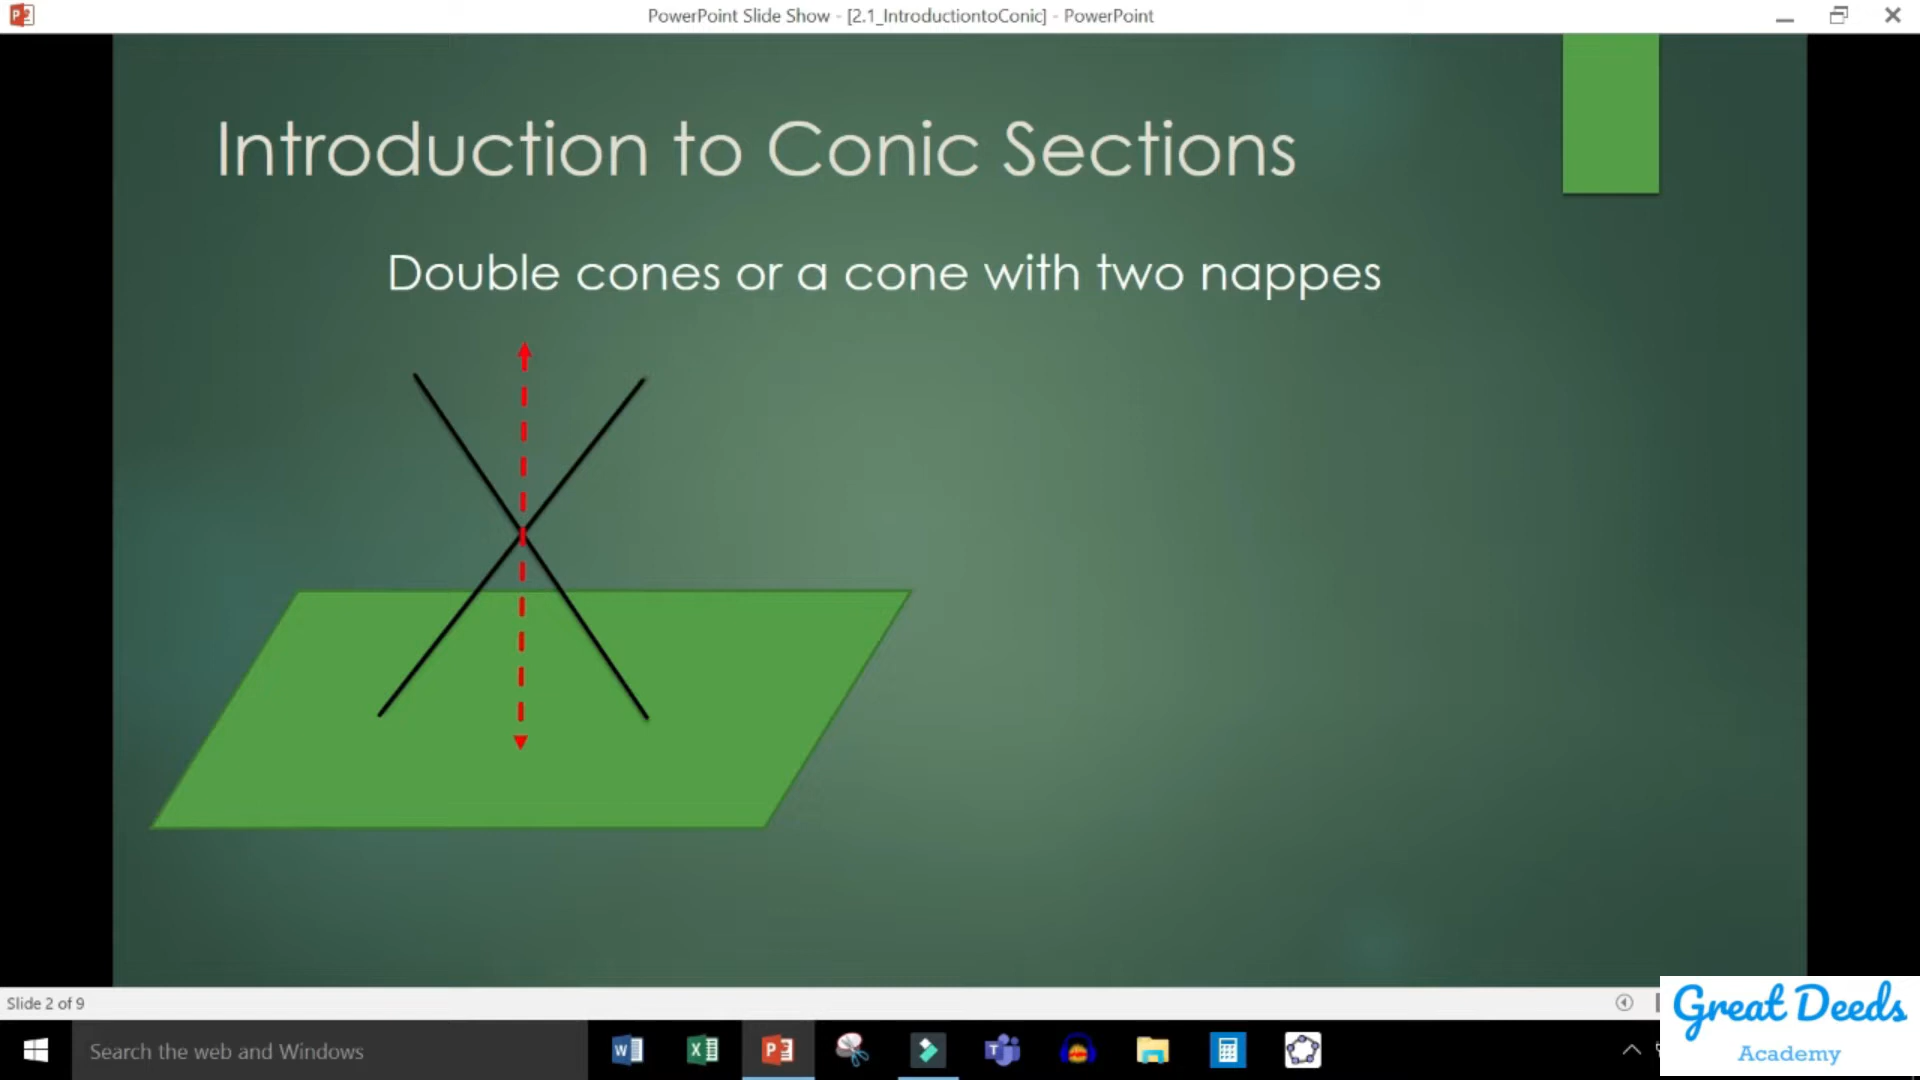 PowerPoint Slide Show - [2.1_IntroductiontoConic] - PowerPoint
Introduction to Conic Sections
Double cones or a cone with two nappes
Slide 2 of 9
Great Deeds
Academy
Search the web and Windows